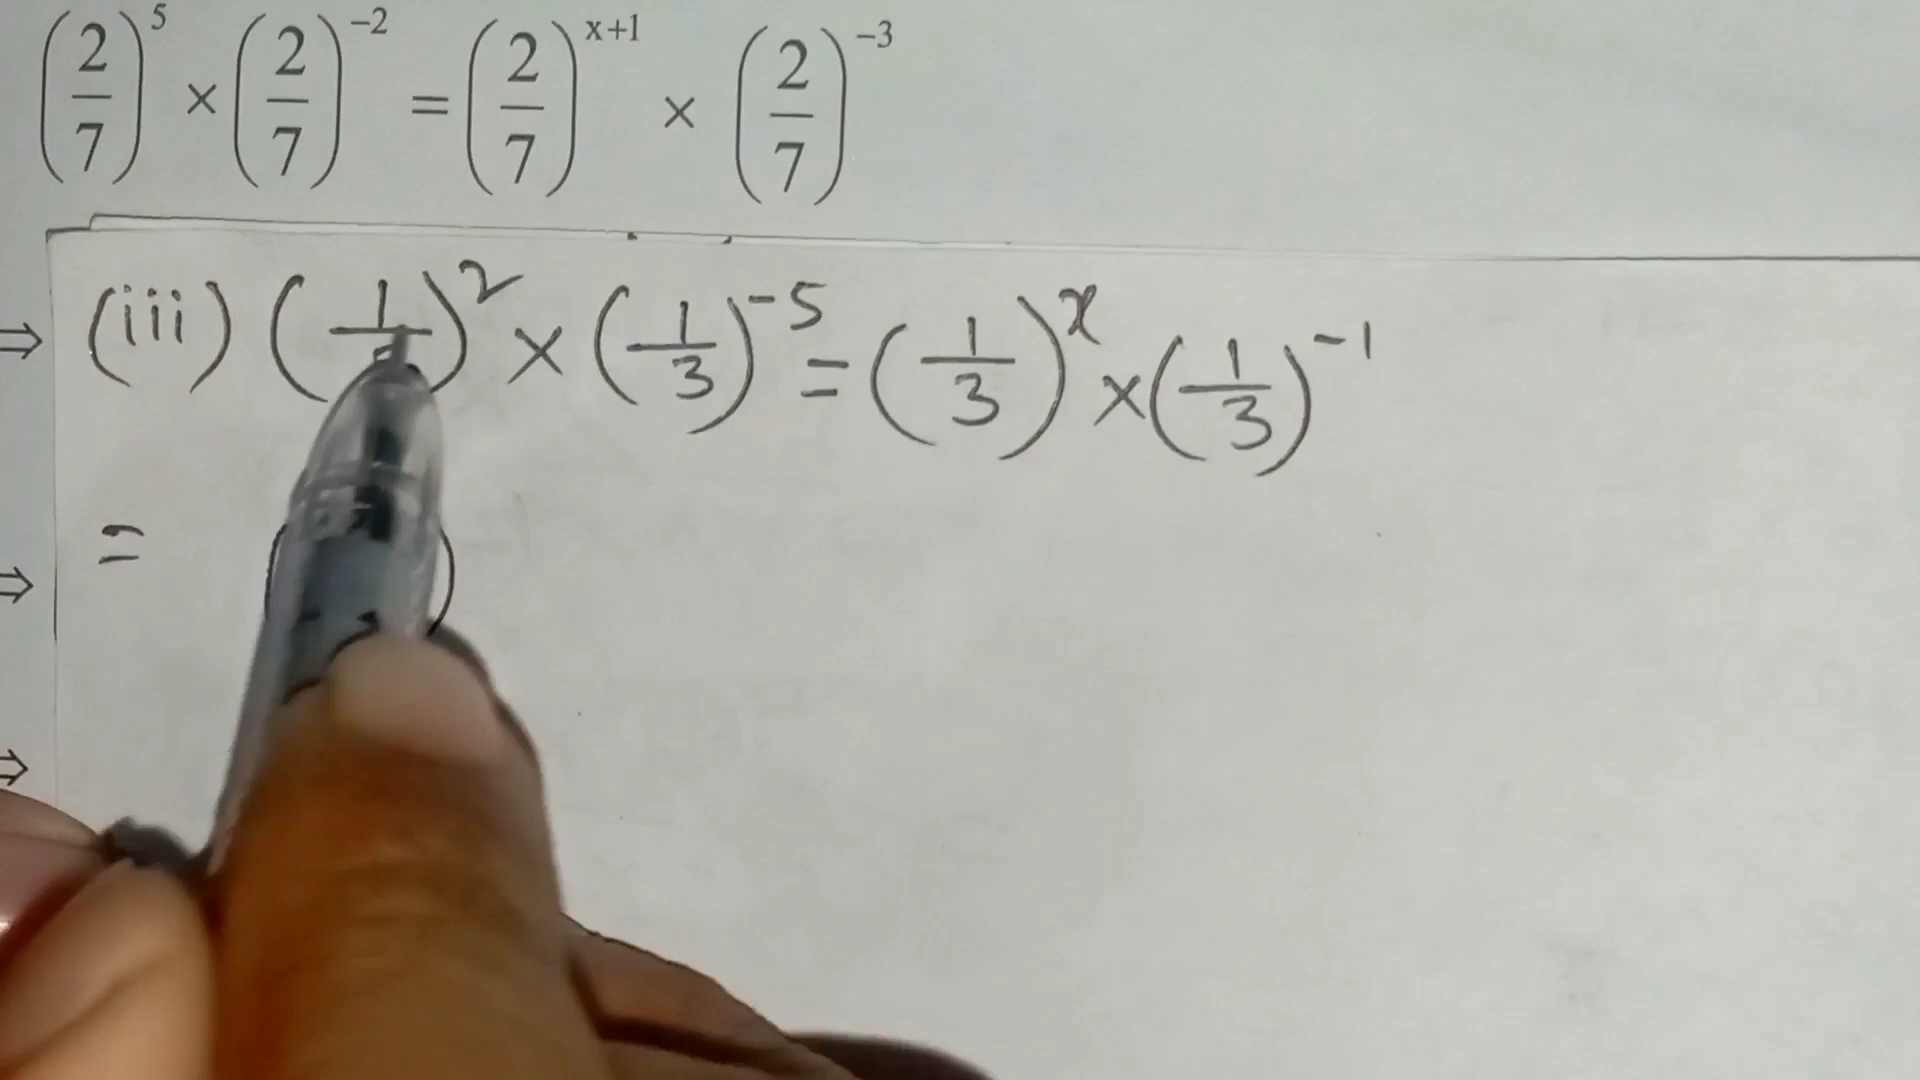 (2/7)^5 × (2/7)^-2 = (2/7)^x+1 × (2/7)^-3
⇒ (iii) (1/)^2 × (1/3)^-5 = (1/3)^x × (1/3)^-1
⇒ =
⇒